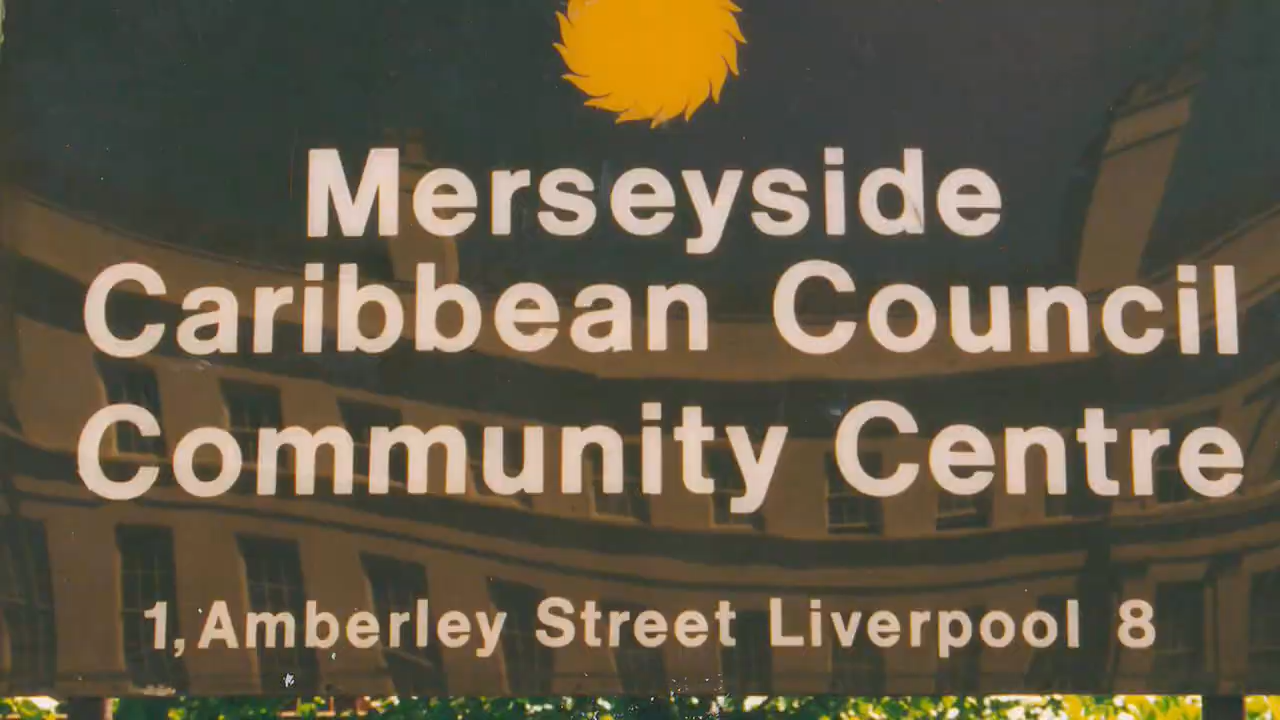 Merseyside
Caribbean Council
Community Centre
1, Amberley Street Liverpool 8